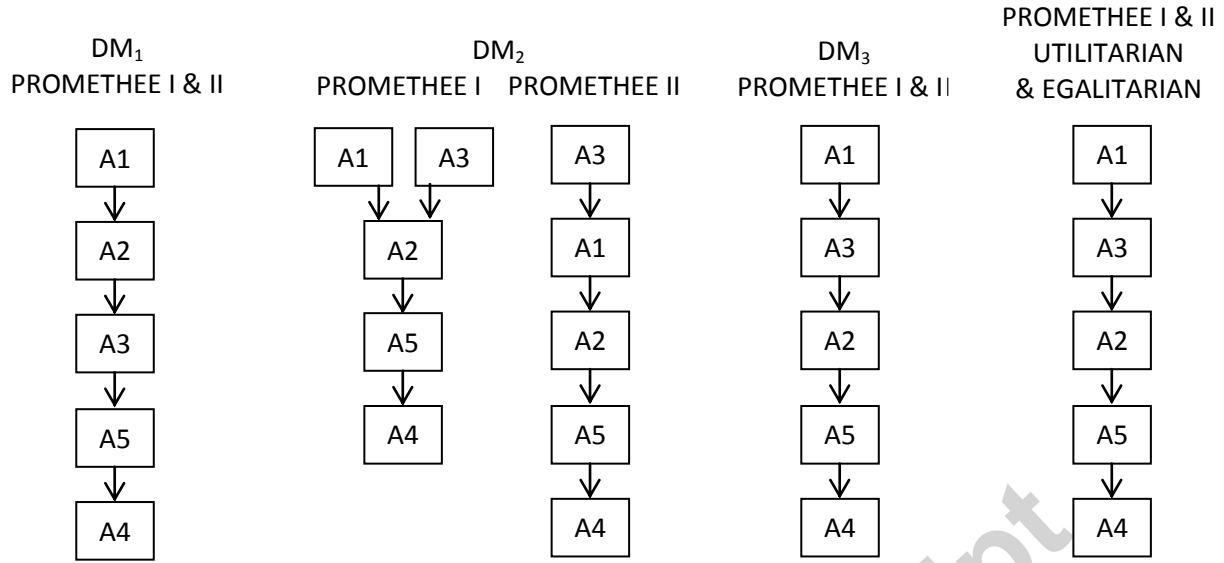 DM₁
PROMETHEE I & II
A1
A2
A3
A5
A4
DM₂
PROMETHEE I PROMETHEE II
A1 A3
A2
A5
A4
A3
A1
A2
A5
A4
DM₃
PROMETHEE I & II
A1
A3
A2
A5
A4
PROMETHEE I & II
UTILITARIAN
& EGALITARIAN
A1
A3
A2
A5
A4